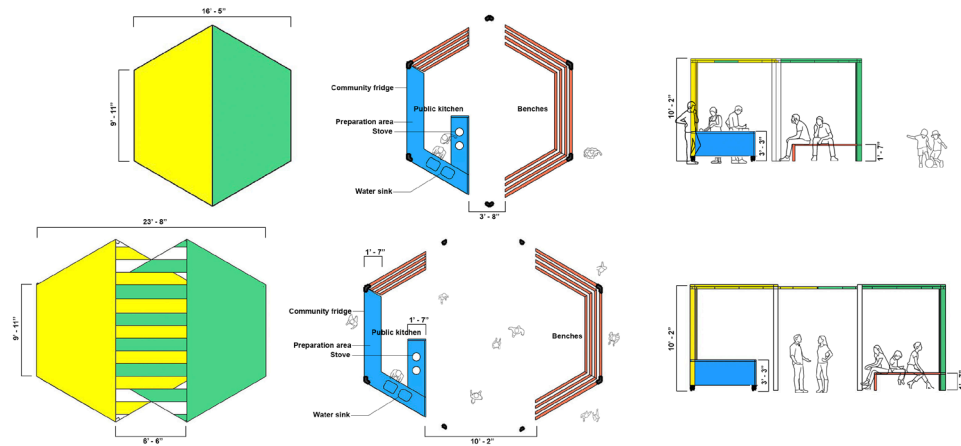 16' - 5"
9' - 11"
Community fridge
Public kitchen
Preparation area
Stove
Benches
Water sink
3' - 8"
10' - 2"
3' - 3"
1' - 7"
23' - 8"
9' - 11"
6' - 6"
1' - 7"
Community fridge
1' - 7"
Public kitchen
Preparation area
Stove
Benches
Water sink
10' - 2"
10' - 2"
3' - 3"
1' - 7"